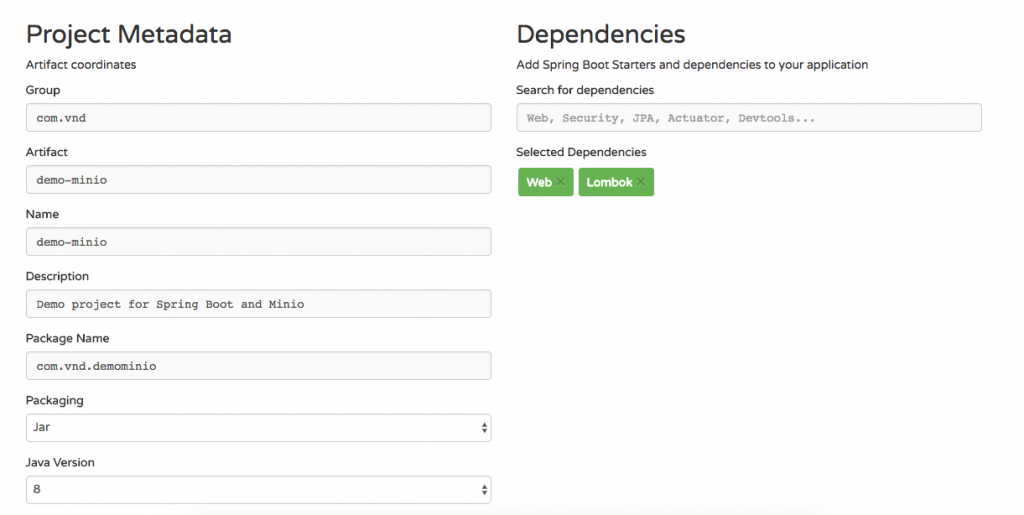 Project Metadata
Artifact coordinates
Group
com.vnd
Artifact
demo-minio
Name
demo-minio
Description
Demo project for Spring Boot and Minio
Package Name
com.vnd.demominio
Packaging
Jar
Java Version
8
Dependencies
Add Spring Boot Starters and dependencies to your application
Search for dependencies
Web, Security, JPA, Actuator, Devtools...
Selected Dependencies
Web × Lombok ×